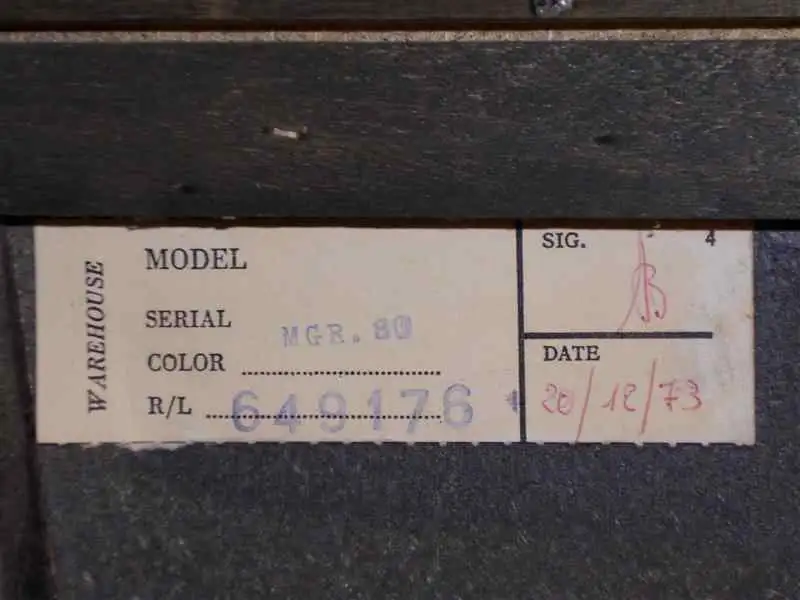 WAREHOUSE
MODEL
SERIAL
MGR. 80
COLOR
R/L 649176
SIG. 4
B
DATE
20/12/73